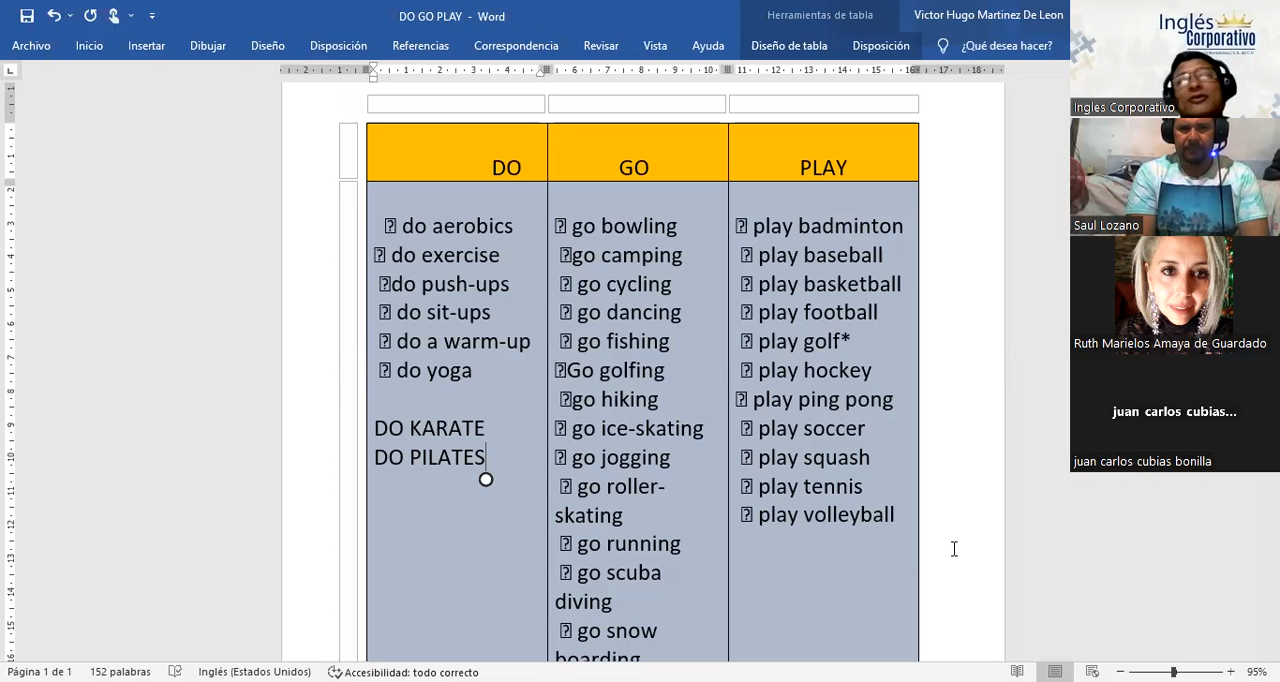 DO GO PLAY - Word
Herramientas de tabla
Victor Hugo Martinez De Leon
Archivo Inicio Insertar Dibujar Diseño Disposición Referencias Correspondencia Revisar Vista Ayuda Diseño de tabla Disposición ¿Qué desea hacer?
DO GO PLAY
do aerobics
do exercise
do push-ups
do sit-ups
do a warm-up
do yoga
DO KARATE
DO PILATES
go bowling
go camping
go cycling
go dancing
go fishing
Go golfing
go hiking
go ice-skating
go jogging
go roller-
skating
go running
go scuba
diving
go snow
boarding
play badminton
play baseball
play basketball
play football
play golf*
play hockey
play ping pong
play soccer
play squash
play tennis
play volleyball
Inglés
Corporativo
Ingles Corporativo
Saul Lozano
Ruth Marielos Amaya de Guardado
juan carlos cubias...
juan carlos cubias bonilla
Página 1 de 1 152 palabras Inglés (Estados Unidos) Accesibilidad: todo correcto 95%